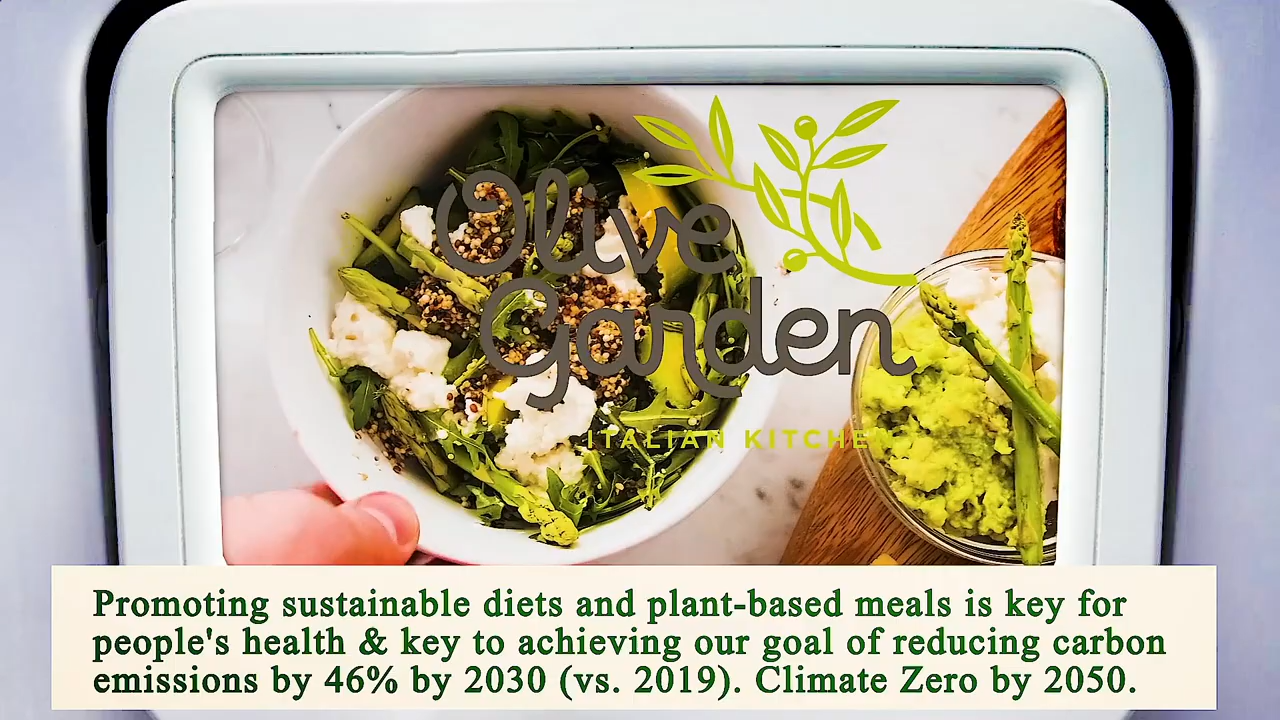 Olive
Garden
ITALIAN KITCHEN
Promoting sustainable diets and plant-based meals is key for
people's health & key to achieving our goal of reducing carbon
emissions by 46% by 2030 (vs. 2019). Climate Zero by 2050.